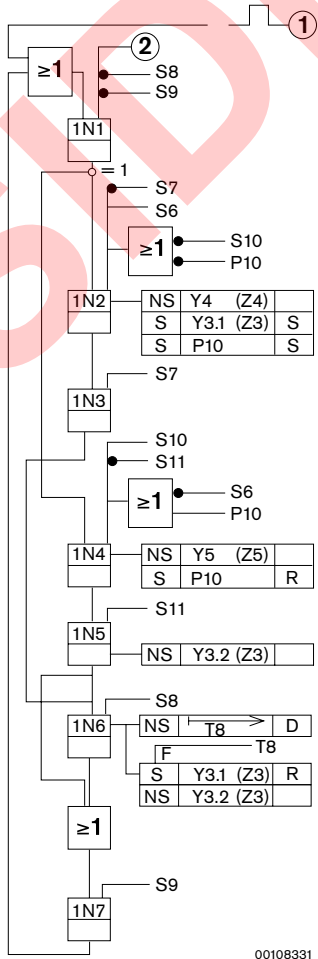 1
2
≥1
S8
S9
1N1
= 1
S7
S6
≥1
S10
P10
1N2
NS Y4 (Z4)
S Y3.1 (Z3) S
S P10 S
S7
1N3
S10
S11
≥1
S6
P10
1N4
NS Y5 (Z5)
S P10 R
S11
1N5
NS Y3.2 (Z3)
S8
1N6
NS T8 D
F T8
S Y3.1 (Z3) R
NS Y3.2 (Z3)
≥1
S9
1N7
00108331